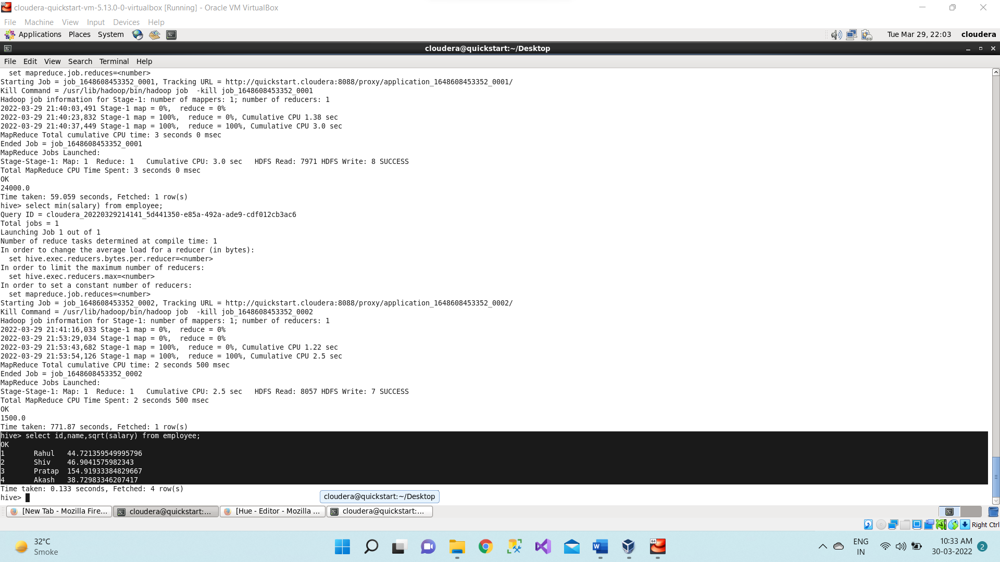 cloudera-quickstart-vm-5.13.0-0-virtualbox [Running] - Oracle VM VirtualBox
File Machine View Input Devices Help
Applications Places System Tue Mar 29, 22:03 cloudera
cloudera@quickstart:~/Desktop
File Edit View Search Terminal Help
  set mapreduce.job.reduces=<number>
Starting Job = job_1648608453352_0001, Tracking URL = http://quickstart.cloudera:8088/proxy/application_1648608453352_0001/
Kill Command = /usr/lib/hadoop/bin/hadoop job  -kill job_1648608453352_0001
Hadoop job information for Stage-1: number of mappers: 1; number of reducers: 1
2022-03-29 21:40:03,491 Stage-1 map = 0%,  reduce = 0%
2022-03-29 21:40:23,832 Stage-1 map = 100%,  reduce = 0%, Cumulative CPU 1.38 sec
2022-03-29 21:40:37,449 Stage-1 map = 100%,  reduce = 100%, Cumulative CPU 3.0 sec
MapReduce Total cumulative CPU time: 3 seconds 0 msec
Ended Job = job_1648608453352_0001
MapReduce Jobs Launched:
Stage-Stage-1: Map: 1  Reduce: 1   Cumulative CPU: 3.0 sec   HDFS Read: 7971 HDFS Write: 8 SUCCESS
Total MapReduce CPU Time Spent: 3 seconds 0 msec
OK
24000.0
Time taken: 59.059 seconds, Fetched: 1 row(s)
hive> select min(salary) from employee;
Query ID = cloudera_20220329214141_5d441350-e85a-492a-ade9-cdf012cb3ac6
Total jobs = 1
Launching Job 1 out of 1
Number of reduce tasks determined at compile time: 1
In order to change the average load for a reducer (in bytes):
  set hive.exec.reducers.bytes.per.reducer=<number>
In order to limit the maximum number of reducers:
  set hive.exec.reducers.max=<number>
In order to set a constant number of reducers:
  set mapreduce.job.reduces=<number>
Starting Job = job_1648608453352_0002, Tracking URL = http://quickstart.cloudera:8088/proxy/application_1648608453352_0002/
Kill Command = /usr/lib/hadoop/bin/hadoop job  -kill job_1648608453352_0002
Hadoop job information for Stage-1: number of mappers: 1; number of reducers: 1
2022-03-29 21:41:16,033 Stage-1 map = 0%,  reduce = 0%
2022-03-29 21:53:29,034 Stage-1 map = 0%,  reduce = 0%
2022-03-29 21:53:43,682 Stage-1 map = 100%,  reduce = 0%, Cumulative CPU 1.22 sec
2022-03-29 21:53:54,126 Stage-1 map = 100%,  reduce = 100%, Cumulative CPU 2.5 sec
MapReduce Total cumulative CPU time: 2 seconds 500 msec
Ended Job = job_1648608453352_0002
MapReduce Jobs Launched:
Stage-Stage-1: Map: 1  Reduce: 1   Cumulative CPU: 2.5 sec   HDFS Read: 8057 HDFS Write: 7 SUCCESS
Total MapReduce CPU Time Spent: 2 seconds 500 msec
OK
1500.0
Time taken: 771.87 seconds, Fetched: 1 row(s)
hive> select id,name,sqrt(salary) from employee;
OK
1       Rahul   44.721359549995796
2       Shiv    46.9041575982343
3       Pratap  154.91933384829667
4       Akash   38.72983346207417
Time taken: 0.133 seconds, Fetched: 4 row(s)
hive>
cloudera@quickstart:~/Desktop
[New Tab - Mozilla Fire... cloudera@quickstart:... [Hue - Editor - Mozilla ... cloudera@quickstart:...
Right Ctrl
32°C
Smoke
64
ENG
IN
10:33 AM
30-03-2022
2